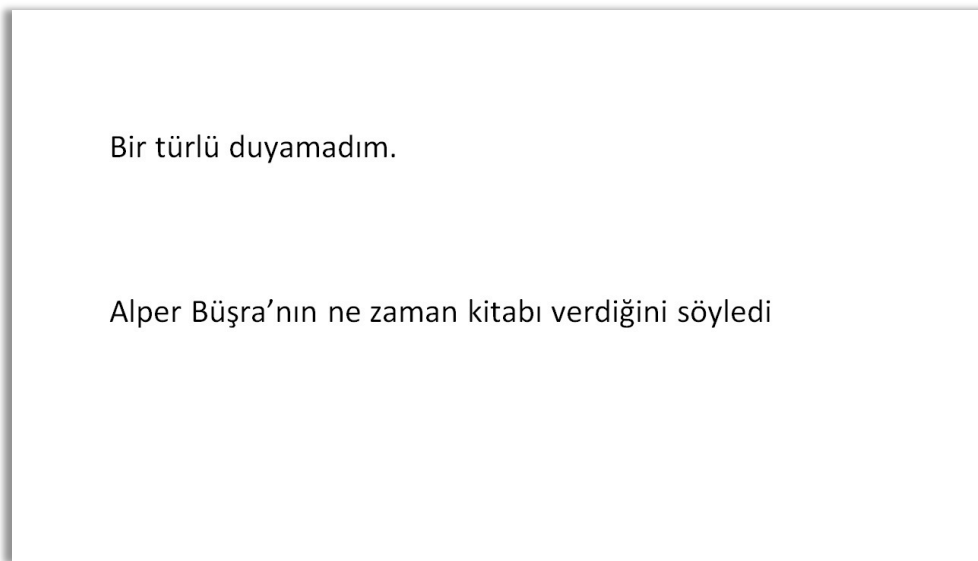 Bir türlü duyamadım.
Alper Büşra’nın ne zaman kitabı verdiğini söyledi